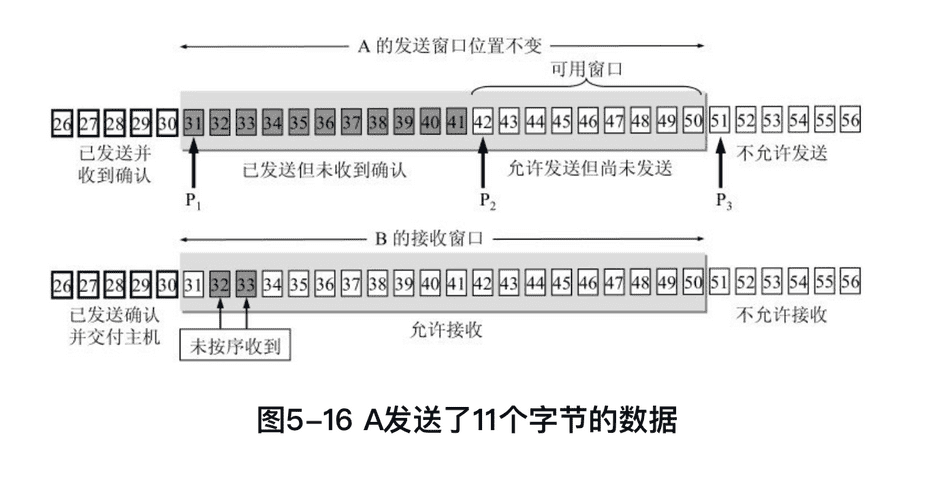 A 的发送窗口位置不变
可用窗口
26 27 28 29 30 31 32 33 34 35 36 37 38 39 40 41 42 43 44 45 46 47 48 49 50 51 52 53 54 55 56
已发送并
收到确认
已发送但未收到确认
允许发送但尚未发送
不允许发送
P1
P2
P3
B 的接收窗口
26 27 28 29 30 31 32 33 34 35 36 37 38 39 40 41 42 43 44 45 46 47 48 49 50 51 52 53 54 55 56
已发送确认
并交付主机
未按序收到
允许接收
不允许接收
图5-16 A发送了11个字节的数据